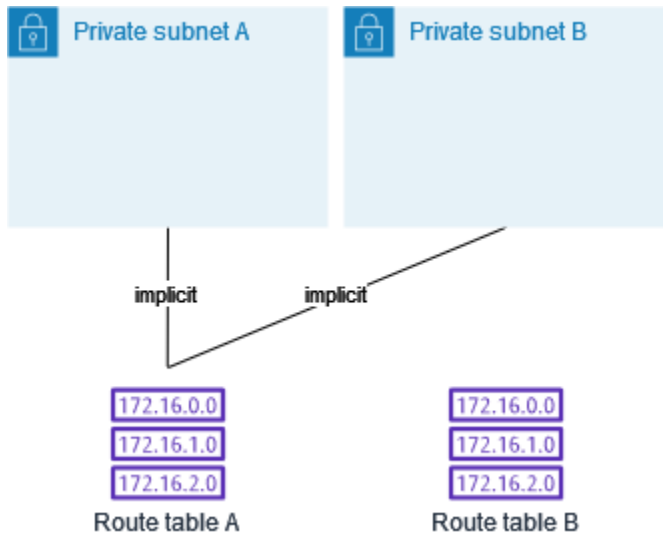 Private subnet A
Private subnet B
implicit
implicit
172.16.0.0
172.16.1.0
172.16.2.0
Route table A
172.16.0.0
172.16.1.0
172.16.2.0
Route table B